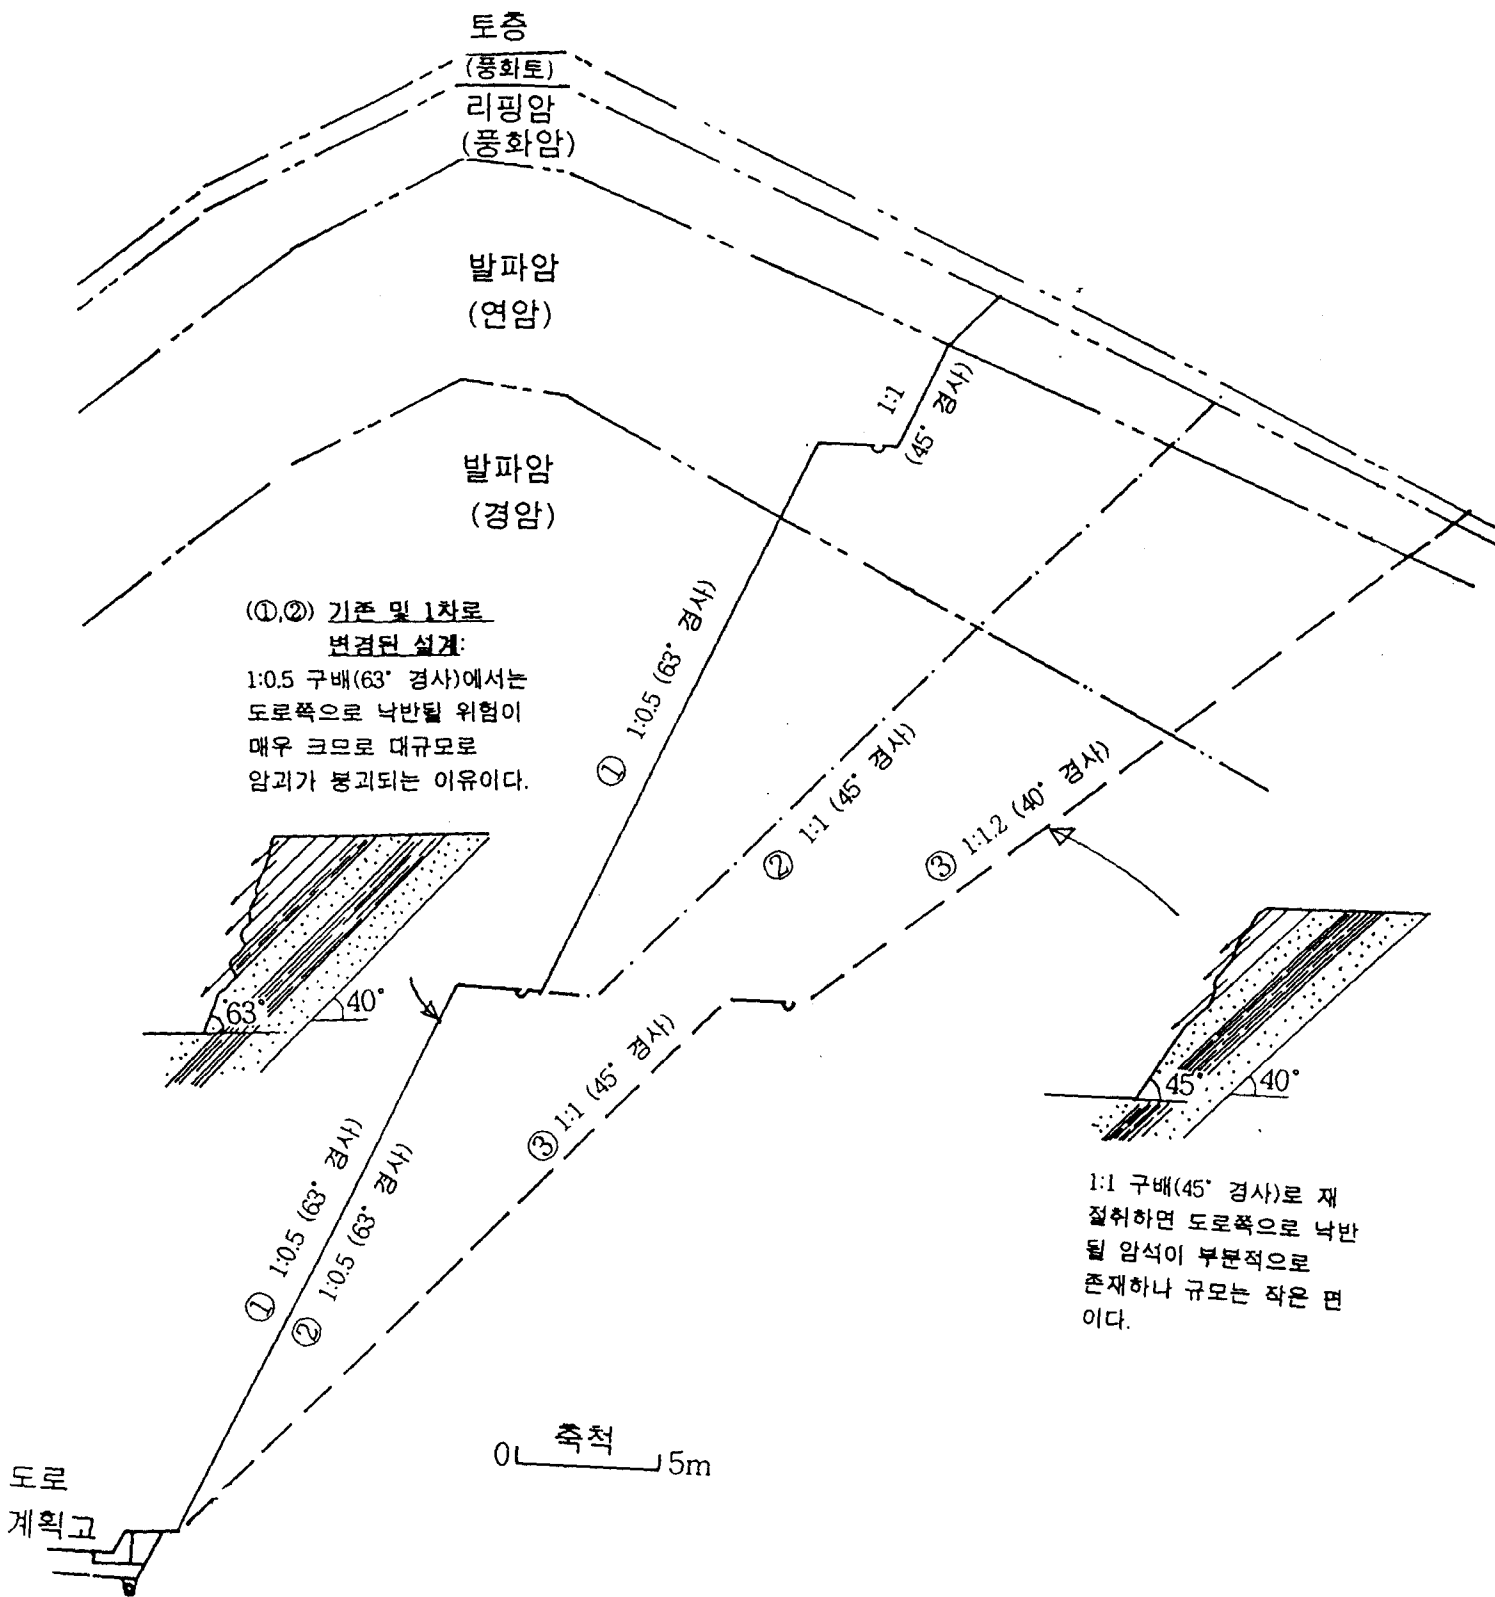 토층
(풍화토)
리핑암
(풍화암)
발파암
(연암)
발파암
(경암)
1:1
(45° 경사)
(①,②) 기존 및 1차로
변경된 설계:
1:0.5 구배(63° 경사)에서는
도로쪽으로 낙반될 위험이
매우 크므로 대규모로
암괴가 붕괴되는 이유이다.
① 1:0.5 (63° 경사)
② 1:1 (45° 경사)
③ 1:1.2 (40° 경사)
63°
40°
45°
40°
③ 1:1 (45° 경사)
① 1:0.5 (63° 경사)
② 1:0.5 (63° 경사)
1:1 구배(45° 경사)로 재
절취하면 도로쪽으로 낙반
될 암석이 부분적으로
존재하나 규모는 작은 편
이다.
0 축척 5m
도로
계획고